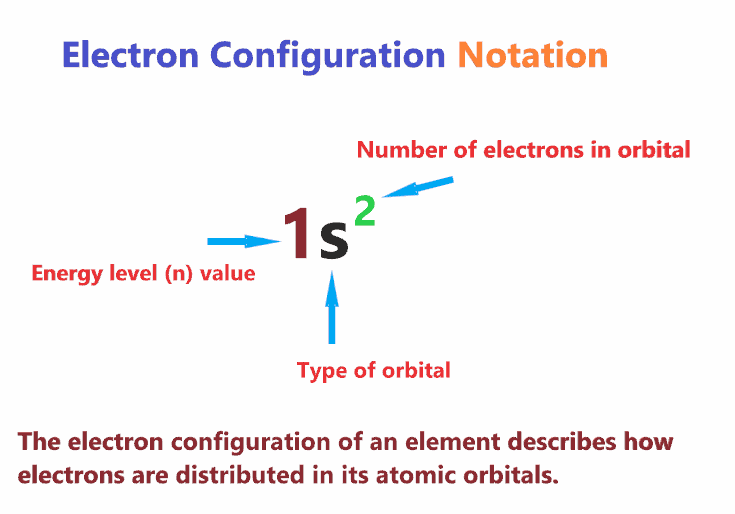 Electron Configuration Notation
Number of electrons in orbital
1s²
Energy level (n) value
Type of orbital
The electron configuration of an element describes how
electrons are distributed in its atomic orbitals.